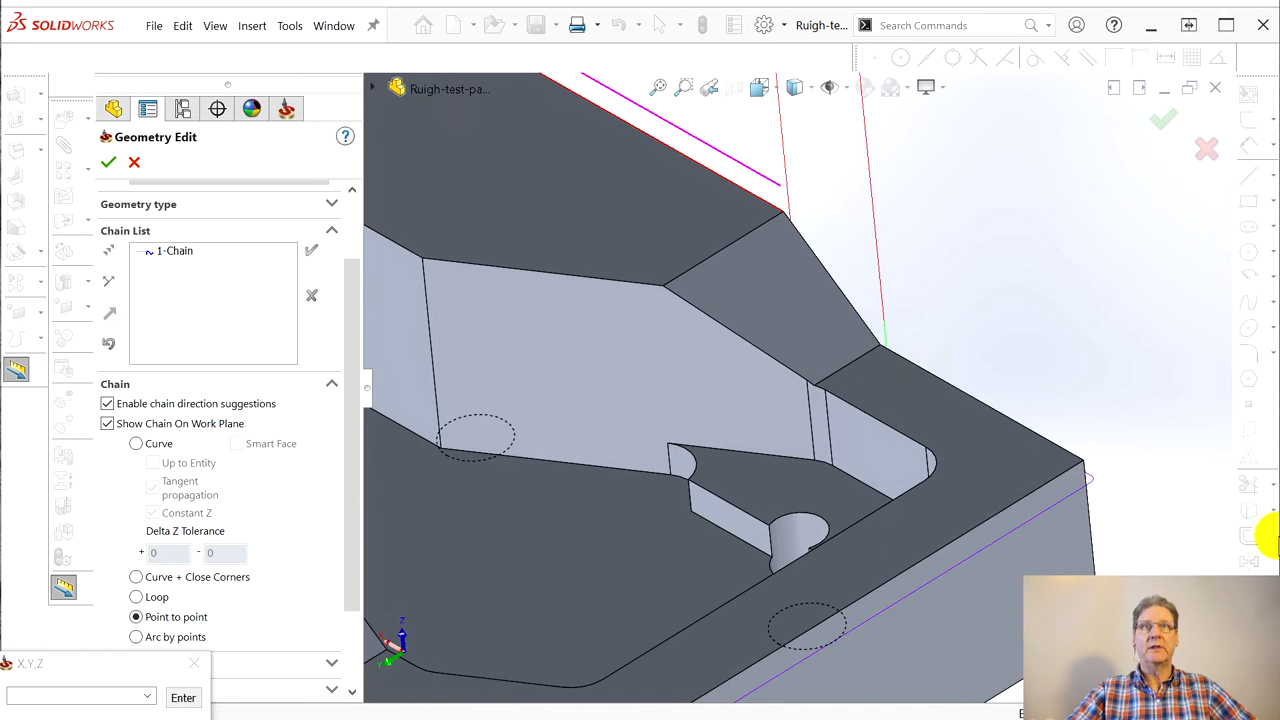 SOLIDWORKS File Edit View Insert Tools Window Ruigh-te... Search Commands
Ruigh-test-pa...
Geometry Edit
Geometry type
Chain List
1-Chain
Chain
Enable chain direction suggestions
Show Chain On Work Plane
Curve Smart Face
Up to Entity
Tangent
propagation
Constant Z
Delta Z Tolerance
+ 0 - 0
Curve + Close Corners
Loop
Point to point
Arc by points
X,Y,Z
Enter
Z
X
Y